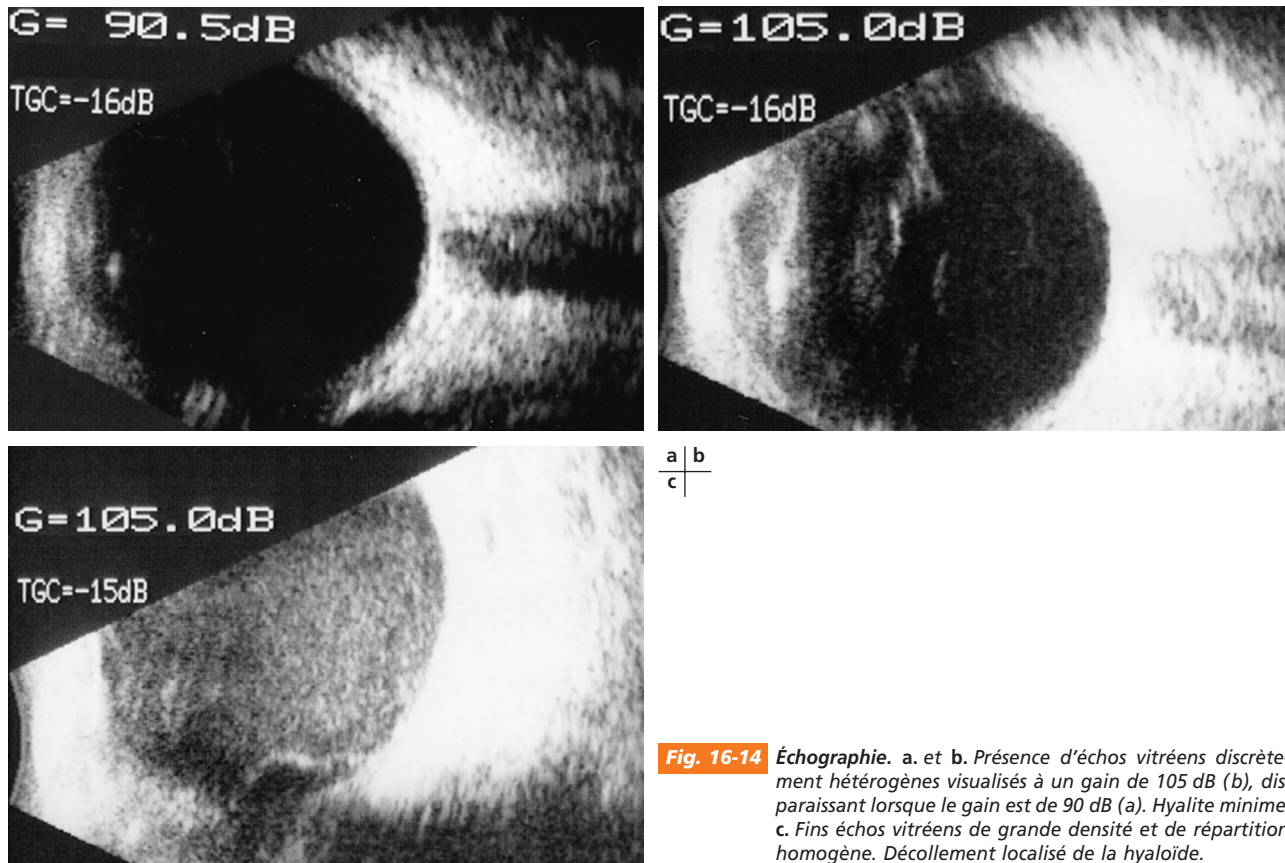 G= 90.5dB
TGC=-16dB
G=105.0dB
TGC=-16dB
G=105.0dB
TGC=-15dB
a b
c
Fig. 16-14 Échographie. a. et b. Présence d'échos vitréens discrète
ment hétérogènes visualisés à un gain de 105 dB (b), dis
paraissant lorsque le gain est de 90 dB (a). Hyalite minime
c. Fins échos vitréens de grande densité et de répartition
homogène. Décollement localisé de la hyaloïde.